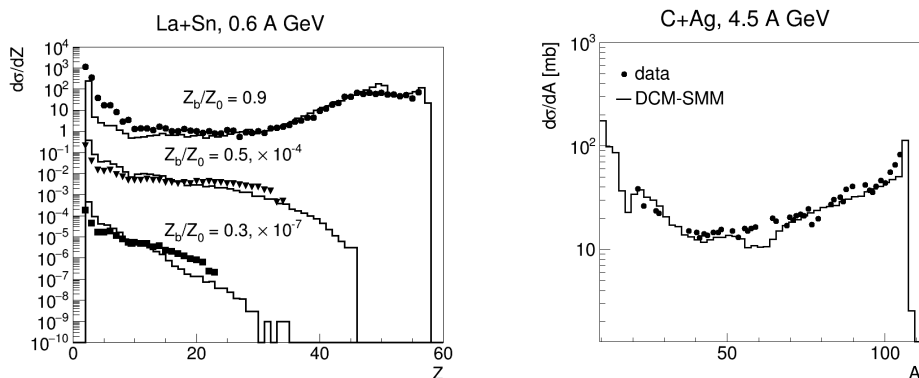 La+Sn, 0.6 A GeV
dσ/dZ
10⁴
10³
10²
10
1
10⁻¹
10⁻²
10⁻³
10⁻⁴
10⁻⁵
10⁻⁶
10⁻⁷
10⁻⁸
10⁻⁹
10⁻¹⁰
Z_b/Z_0 = 0.9
Z_b/Z_0 = 0.5, × 10⁻⁴
Z_b/Z_0 = 0.3, × 10⁻⁷
0 20 40 60
Z
C+Ag, 4.5 A GeV
dσ/dA [mb]
data
DCM-SMM
10²
10
50 100
A